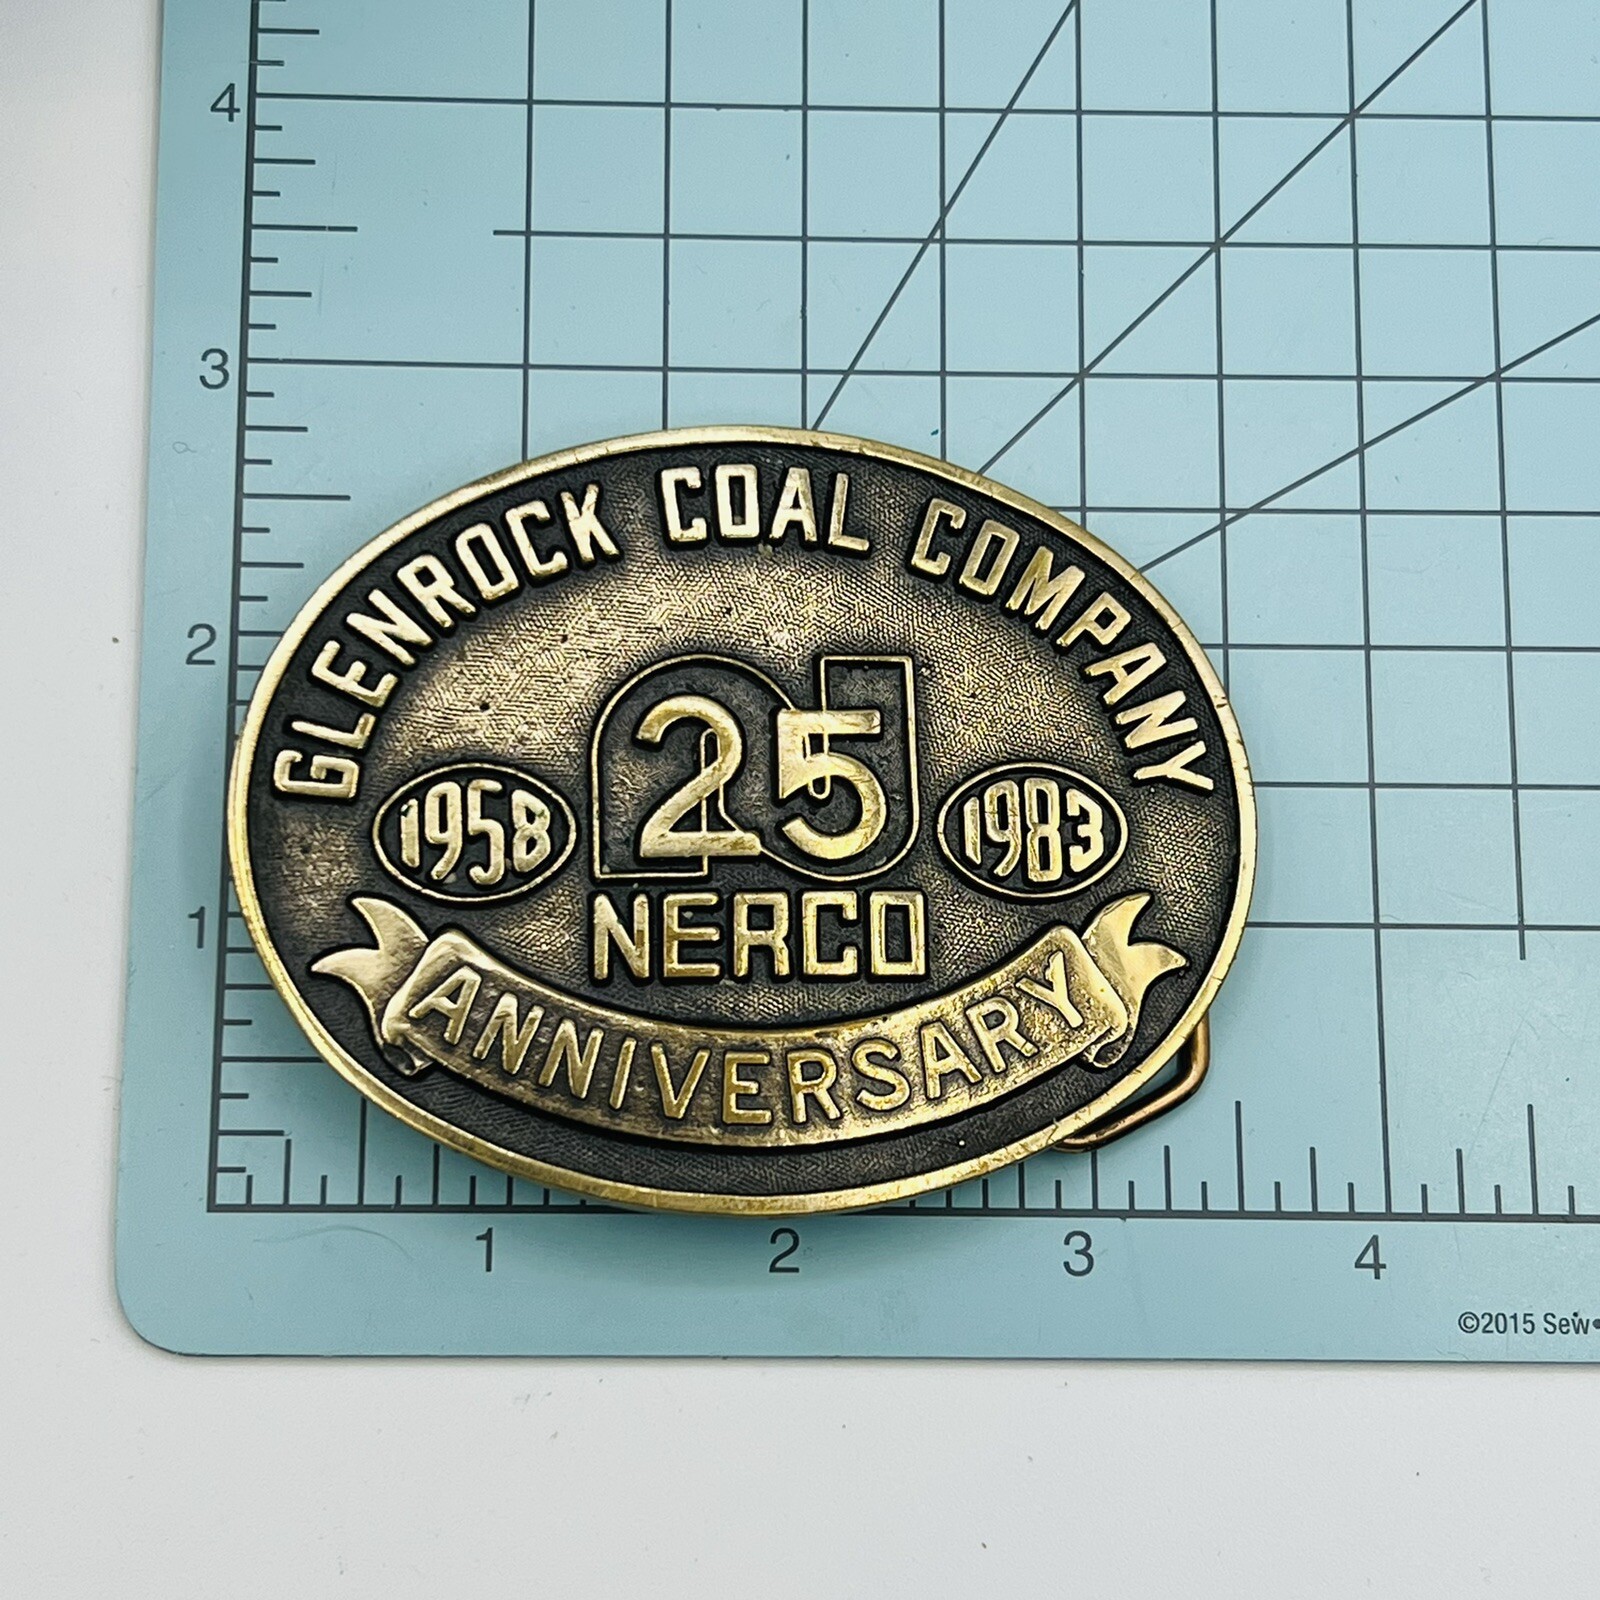 4
3
2
1
GLENROCK COAL COMPANY
25
1958
1983
NERCO
ANNIVERSARY
1 2 3 4
©2015 Sew